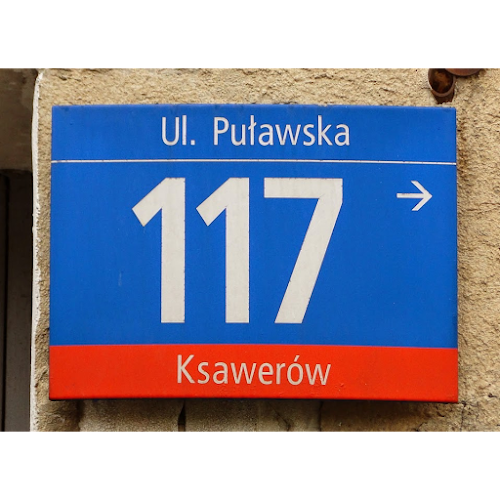 Ul. Puławska
117 →
Ksawerów